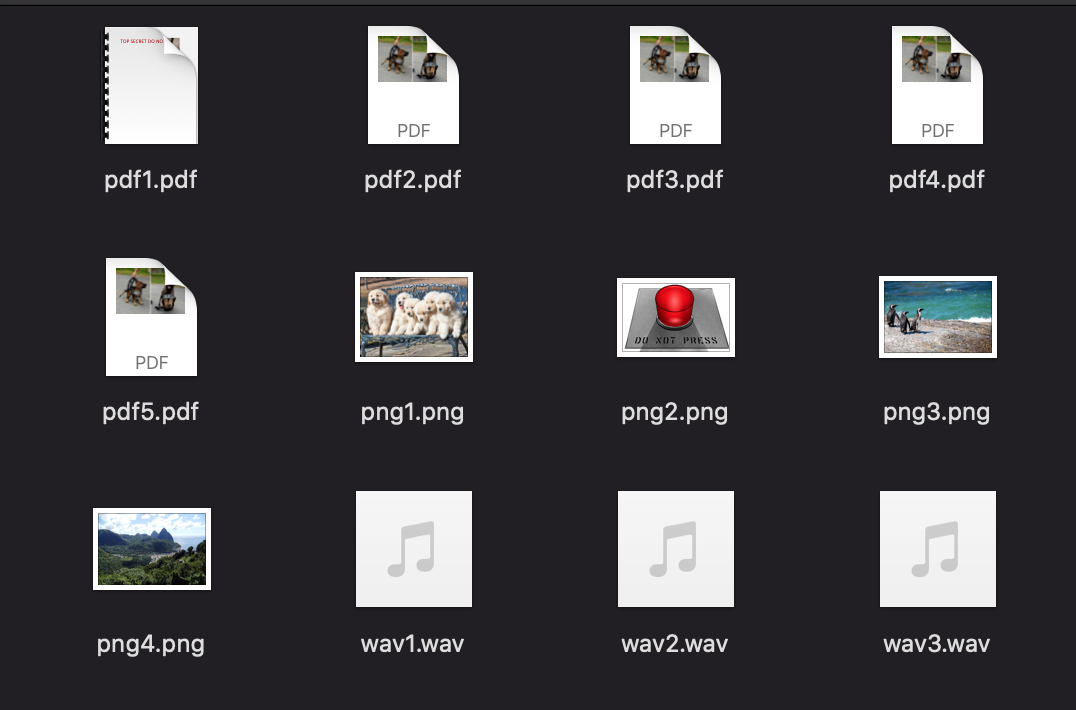 TOP SECRET DO NO
pdf1.pdf
PDF
pdf2.pdf
PDF
pdf3.pdf
PDF
pdf4.pdf
PDF
pdf5.pdf
png1.png
DO NOT PRESS
png2.png
png3.png
png4.png
wav1.wav
wav2.wav
wav3.wav